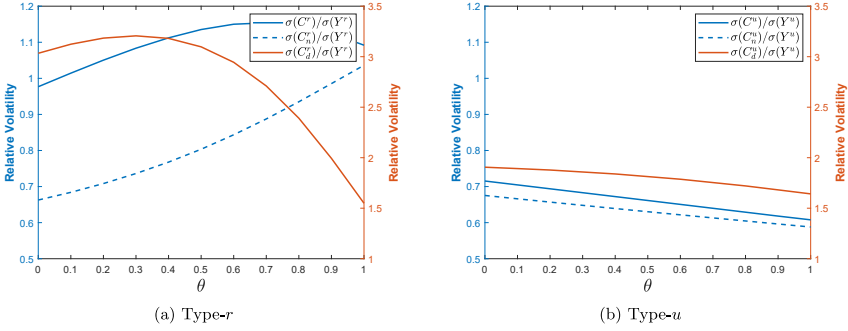 σ(C^r)/σ(Y^r)
σ(C_n^r)/σ(Y^r)
σ(C_d^r)/σ(Y^r)
Relative Volatility
1.2
1.1
1
0.9
0.8
0.7
0.6
0.5
3.5
3
2.5
2
1.5
1
Relative Volatility
0 0.1 0.2 0.3 0.4 0.5 0.6 0.7 0.8 0.9 1
θ
(a) Type-r
σ(C^u)/σ(Y^u)
σ(C_n^u)/σ(Y^u)
σ(C_d^u)/σ(Y^u)
Relative Volatility
1.2
1.1
1
0.9
0.8
0.7
0.6
0.5
3.5
3
2.5
2
1.5
1
Relative Volatility
0 0.1 0.2 0.3 0.4 0.5 0.6 0.7 0.8 0.9 1
θ
(b) Type-u